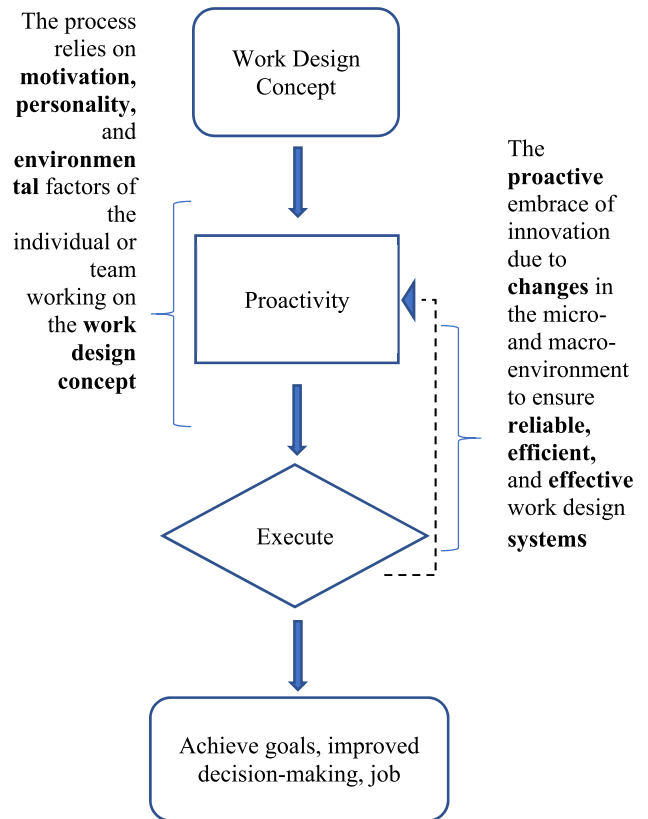 The process
relies on
motivation,
personality,
and
environmen
tal factors of
the
individual or
team
working on
the work
design
concept
Work Design
Concept
Proactivity
Execute
Achieve goals, improved
decision-making, job
The
proactive
embrace of
innovation
due to
changes in
the micro-
and macro-
environment
to ensure
reliable,
efficient,
and effective
work design
systems